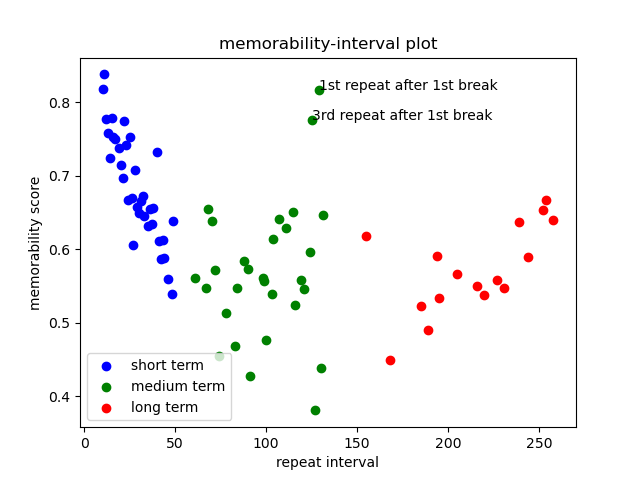 memorability-interval plot
1st repeat after 1st break
3rd repeat after 1st break
memorability score
0.8
0.7
0.6
0.5
0.4
short term
medium term
long term
0
50
100
150
200
250
repeat interval